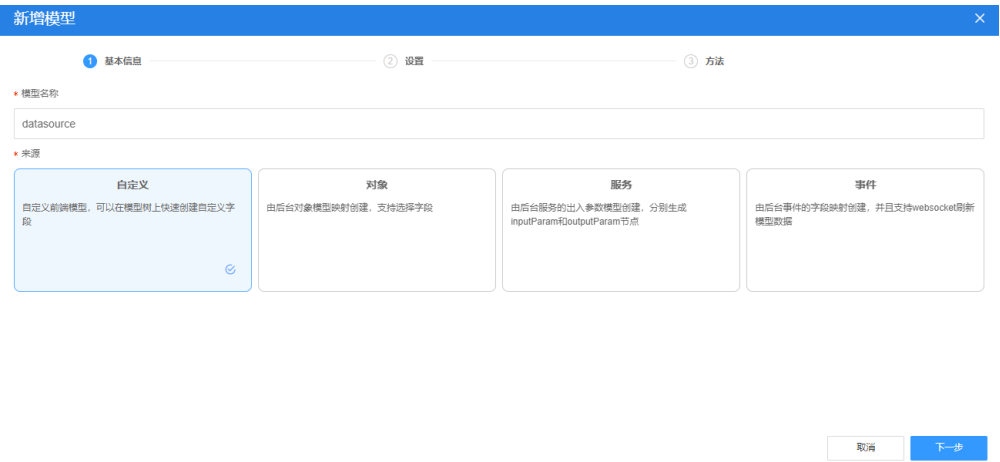 新增模型
1 基本信息
2 设置
3 方法
* 模型名称
datasource
* 来源
自定义
自定义前端模型，可以在模型树上快速创建自定义字
段
对象
由后台对象模型映射创建，支持选择字段
服务
由后台服务的出入参数模型创建，分别生成
inputParam和outputParam节点
事件
由后台事件的字段映射创建，并且支持websocket刷新
模型数据
取消
下一步